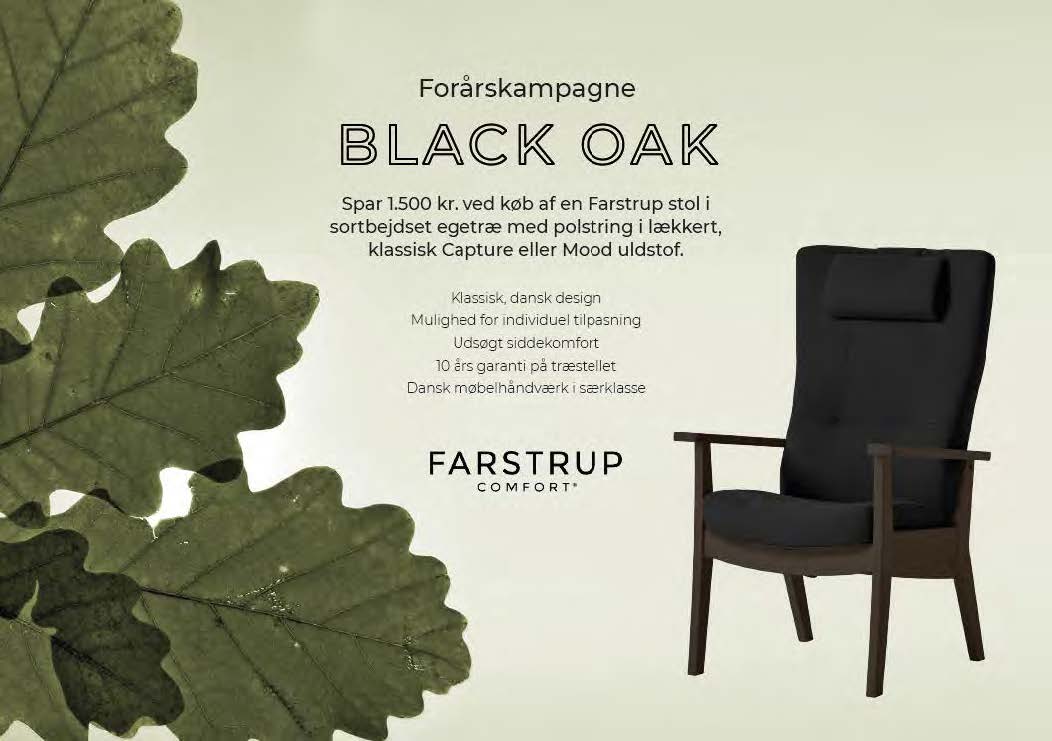 Forårskampagne
BLACK OAK
Spar 1.500 kr. ved køb af en Farstrup stol i
sortbejdset egetræ med polstring i lækkert,
klassisk Capture eller Mood uldstof.
Klassisk, dansk design
Mulighed for individuel tilpasning
Udsøgt siddekomfort
10 års garanti på træstellet
Dansk møbelhåndværk i særklasse
FARSTRUP
COMFORT®